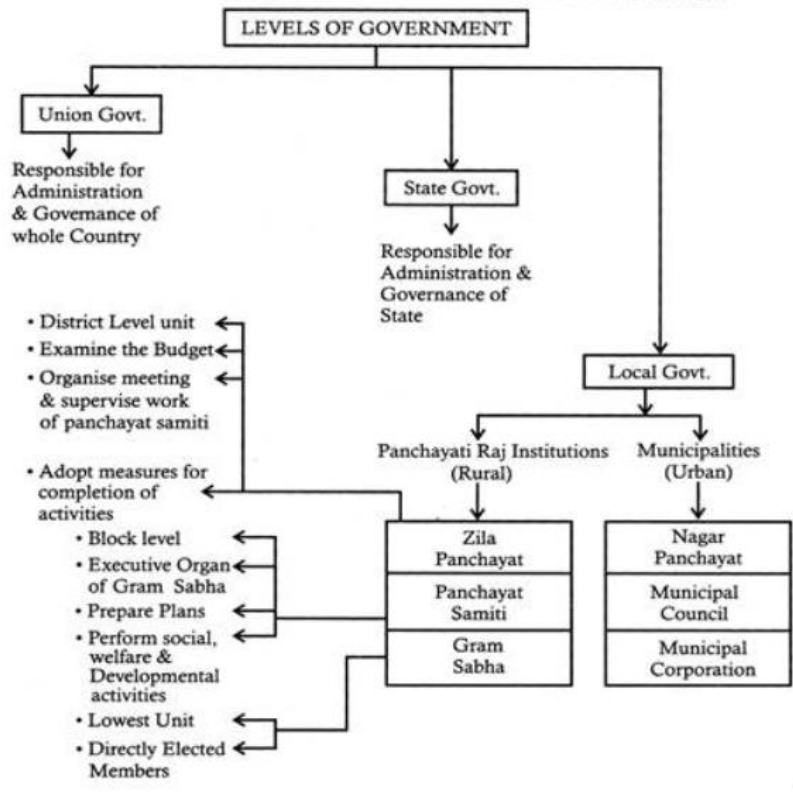 LEVELS OF GOVERNMENT
Union Govt.
Responsible for
Administration
& Governance of
whole Country
State Govt.
Responsible for
Administration &
Governance of
State
Local Govt.
Panchayati Raj Institutions
(Rural)
Municipalities
(Urban)
• District Level unit
• Examine the Budget
• Organise meeting
& supervise work
of panchayat samiti
• Adopt measures for
completion of
activities
• Block level
• Executive Organ
of Gram Sabha
• Prepare Plans
• Perform social,
welfare &
Developmental
activities
• Lowest Unit
• Directly Elected
Members
Zila
Panchayat
Panchayat
Samiti
Gram
Sabha
Nagar
Panchayat
Municipal
Council
Municipal
Corporation